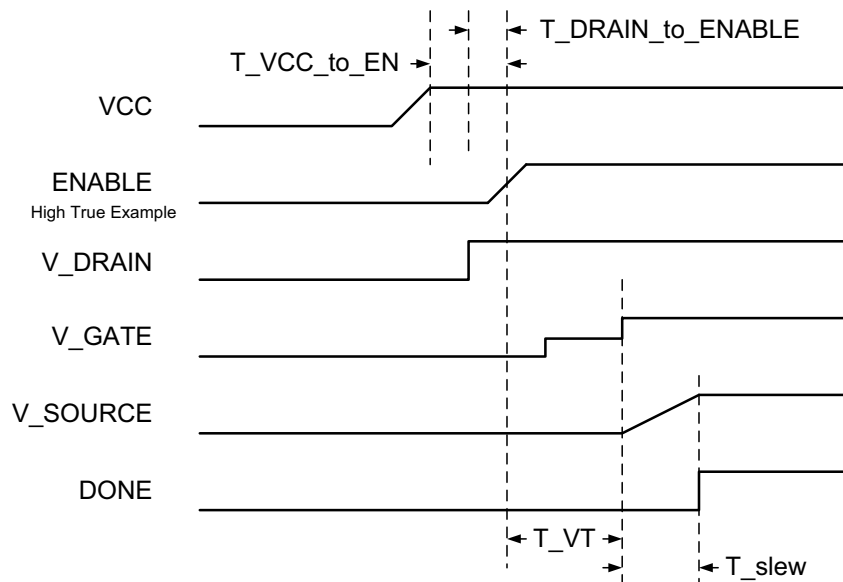 T_DRAIN_to_ENABLE
T_VCC_to_EN
VCC
ENABLE
High True Example
V_DRAIN
V_GATE
V_SOURCE
DONE
T_VT
T_slew